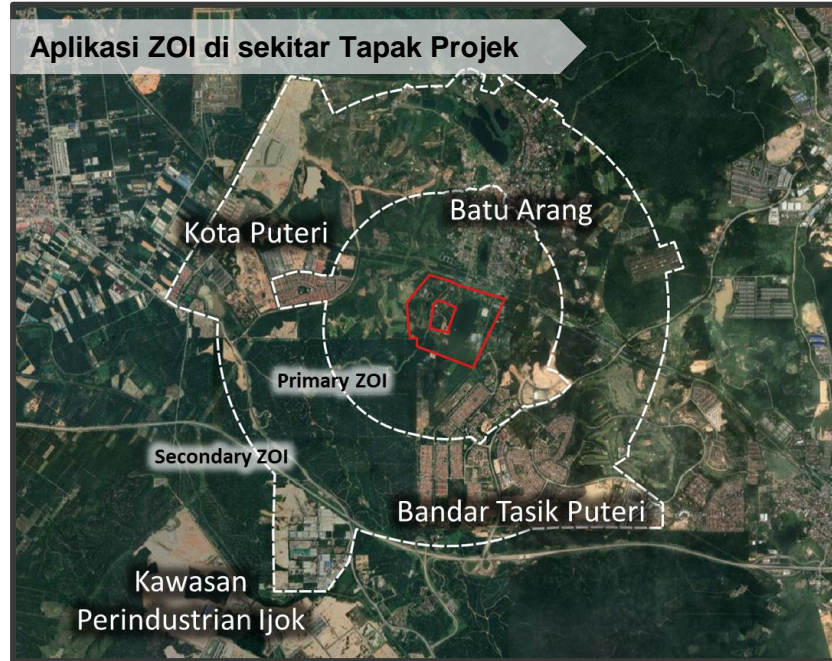 Aplikasi ZOI di sekitar Tapak Projek
Batu Arang
Kota Puteri
Primary ZOI
Secondary ZOI
Bandar Tasik Puteri
Kawasan
Perindustrian Ijok